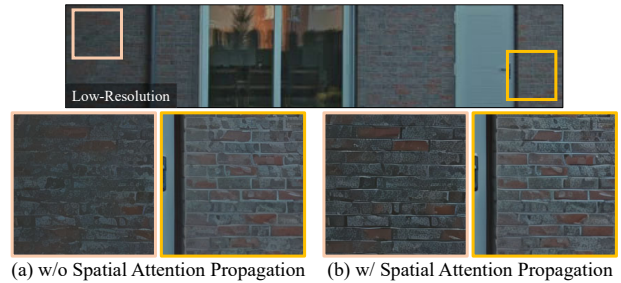 Low-Resolution
(a) w/o Spatial Attention Propagation
(b) w/ Spatial Attention Propagation